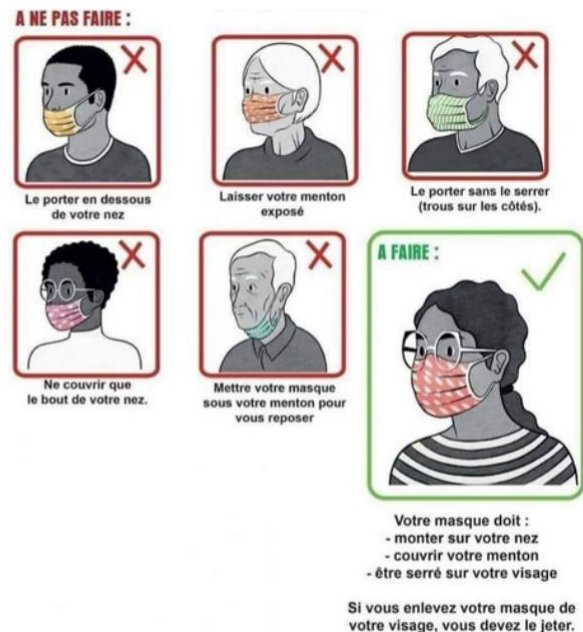 A NE PAS FAIRE :
Le porter en dessous
de votre nez
Laisser votre menton
exposé
Le porter sans le serrer
(trous sur les côtés).
Ne couvrir que
le bout de votre nez.
Mettre votre masque
sous votre menton pour
vous reposer
A FAIRE :
Votre masque doit :
- monter sur votre nez
- couvrir votre menton
- être serré sur votre visage
Si vous enlevez votre masque de
votre visage, vous devez le jeter.